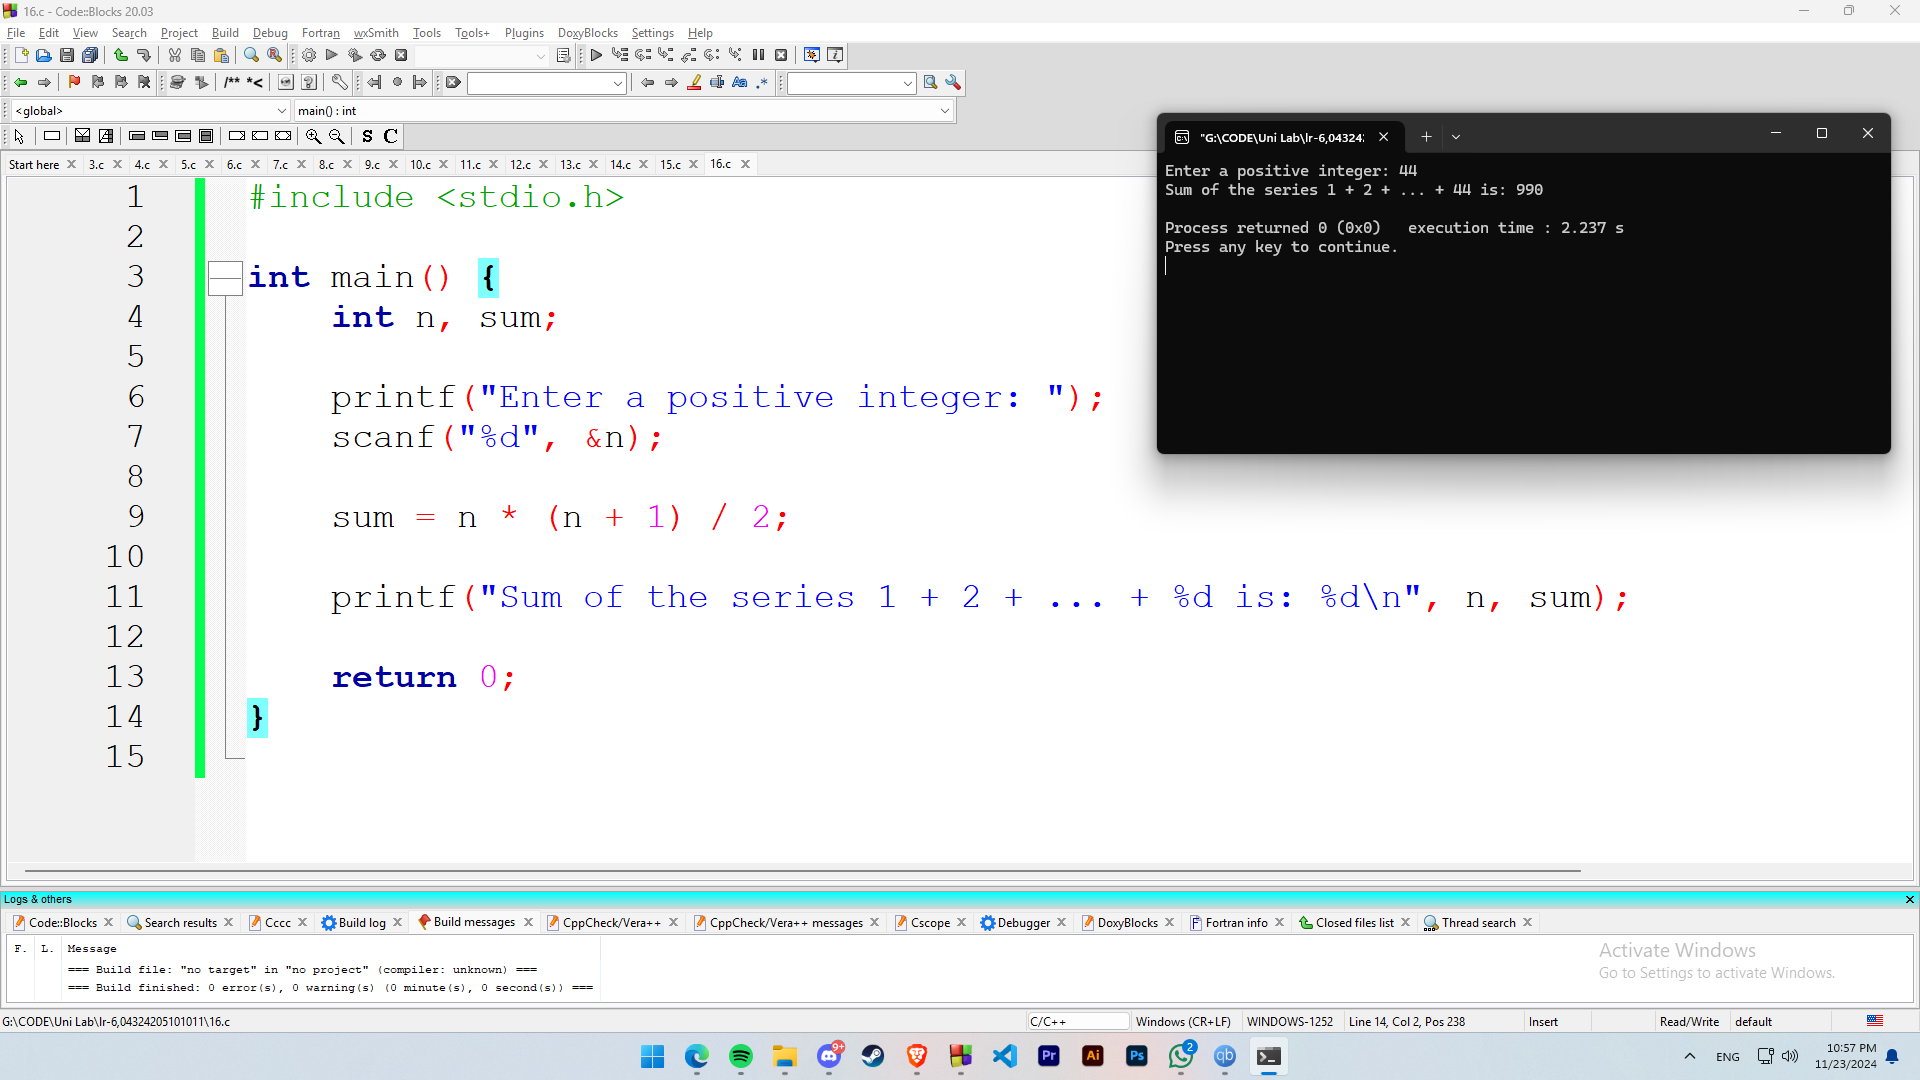 16.c - Code::Blocks 20.03
File Edit View Search Project Build Debug Fortran wxSmith Tools Tools+ Plugins DoxyBlocks Settings Help
/** *<
<global> main() : int
S C
Start here 3.c 4.c 5.c 6.c 7.c 8.c 9.c 10.c 11.c 12.c 13.c 14.c 15.c 16.c
1 #include <stdio.h>
2
3 int main() {
4 int n, sum;
5
6 printf("Enter a positive integer: ");
7 scanf("%d", &n);
8
9 sum = n * (n + 1) / 2;
10
11 printf("Sum of the series 1 + 2 + ... + %d is: %d\n", n, sum);
12
13 return 0;
14 }
15
"G:\CODE\Uni Lab\lr-6,04324:
Enter a positive integer: 44
Sum of the series 1 + 2 + ... + 44 is: 990
Process returned 0 (0x0) execution time : 2.237 s
Press any key to continue.
Logs & others
Code::Blocks Search results Cccc Build log Build messages CppCheck/Vera++ CppCheck/Vera++ messages Cscope Debugger DoxyBlocks Fortran info Closed files list Thread search
F. L. Message
=== Build file: "no target" in "no project" (compiler: unknown) ===
=== Build finished: 0 error(s), 0 warning(s) (0 minute(s), 0 second(s)) ===
Activate Windows
Go to Settings to activate Windows.
G:\CODE\Uni Lab\lr-6,04324205101011\16.c C/C++ Windows (CR+LF) WINDOWS-1252 Line 14, Col 2, Pos 238 Insert Read/Write default
9+ Pr Ai Ps 2 qb ENG 10:57 PM
11/23/2024